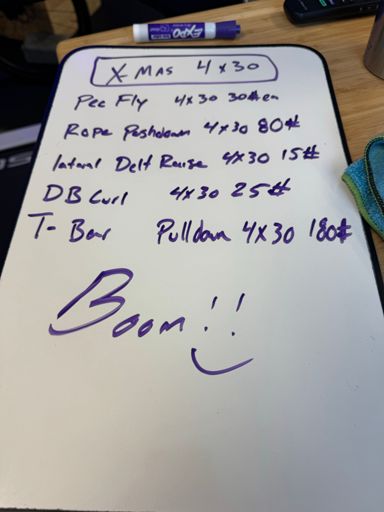 EXPO
X-MAS 4x30
Pec Fly 4x30 30# en
Rope Pushdown 4x30 80#
lateral Delt Raise 4x30 15#
DB Curl 4x30 25#
T-Bar Pulldown 4x30 180#
Boom!!